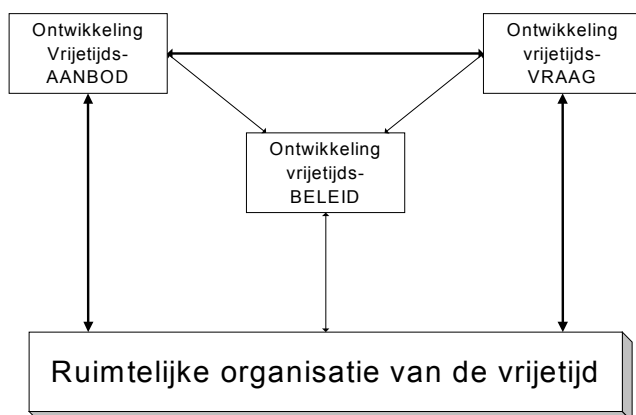 Ontwikkeling
Vrijetijds-
AANBOD
Ontwikkeling
vrijetijds-
VRAAG
Ontwikkeling
vrijetijds-
BELEID
Ruimtelijke organisatie van de vrijetijd